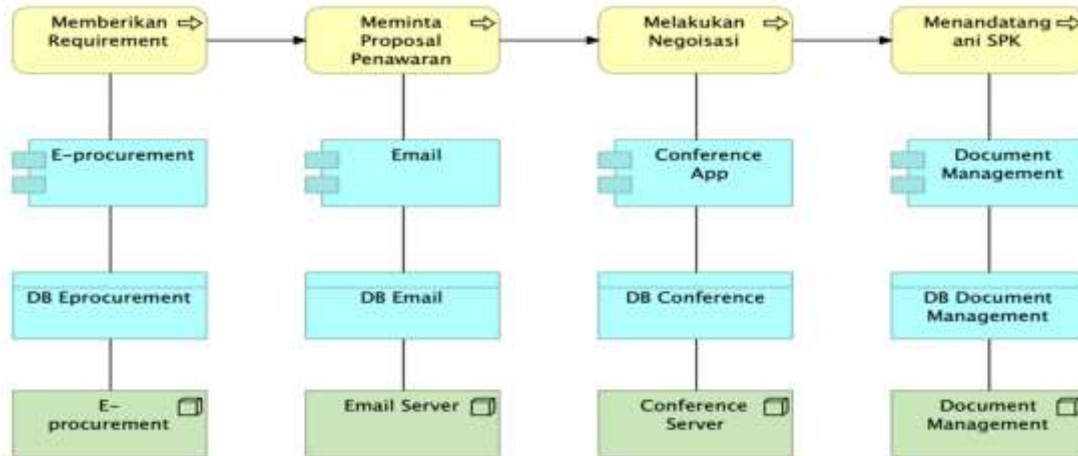 Memberikan
Requirement
Meminta
Proposal
Penawaran
Melakukan
Negoisasi
Menandatang
ani SPK
E-procurement
Email
Conference
App
Document
Management
DB Eprocurement
DB Email
DB Conference
DB Document
Management
E-
procurement
Email Server
Conference
Server
Document
Management